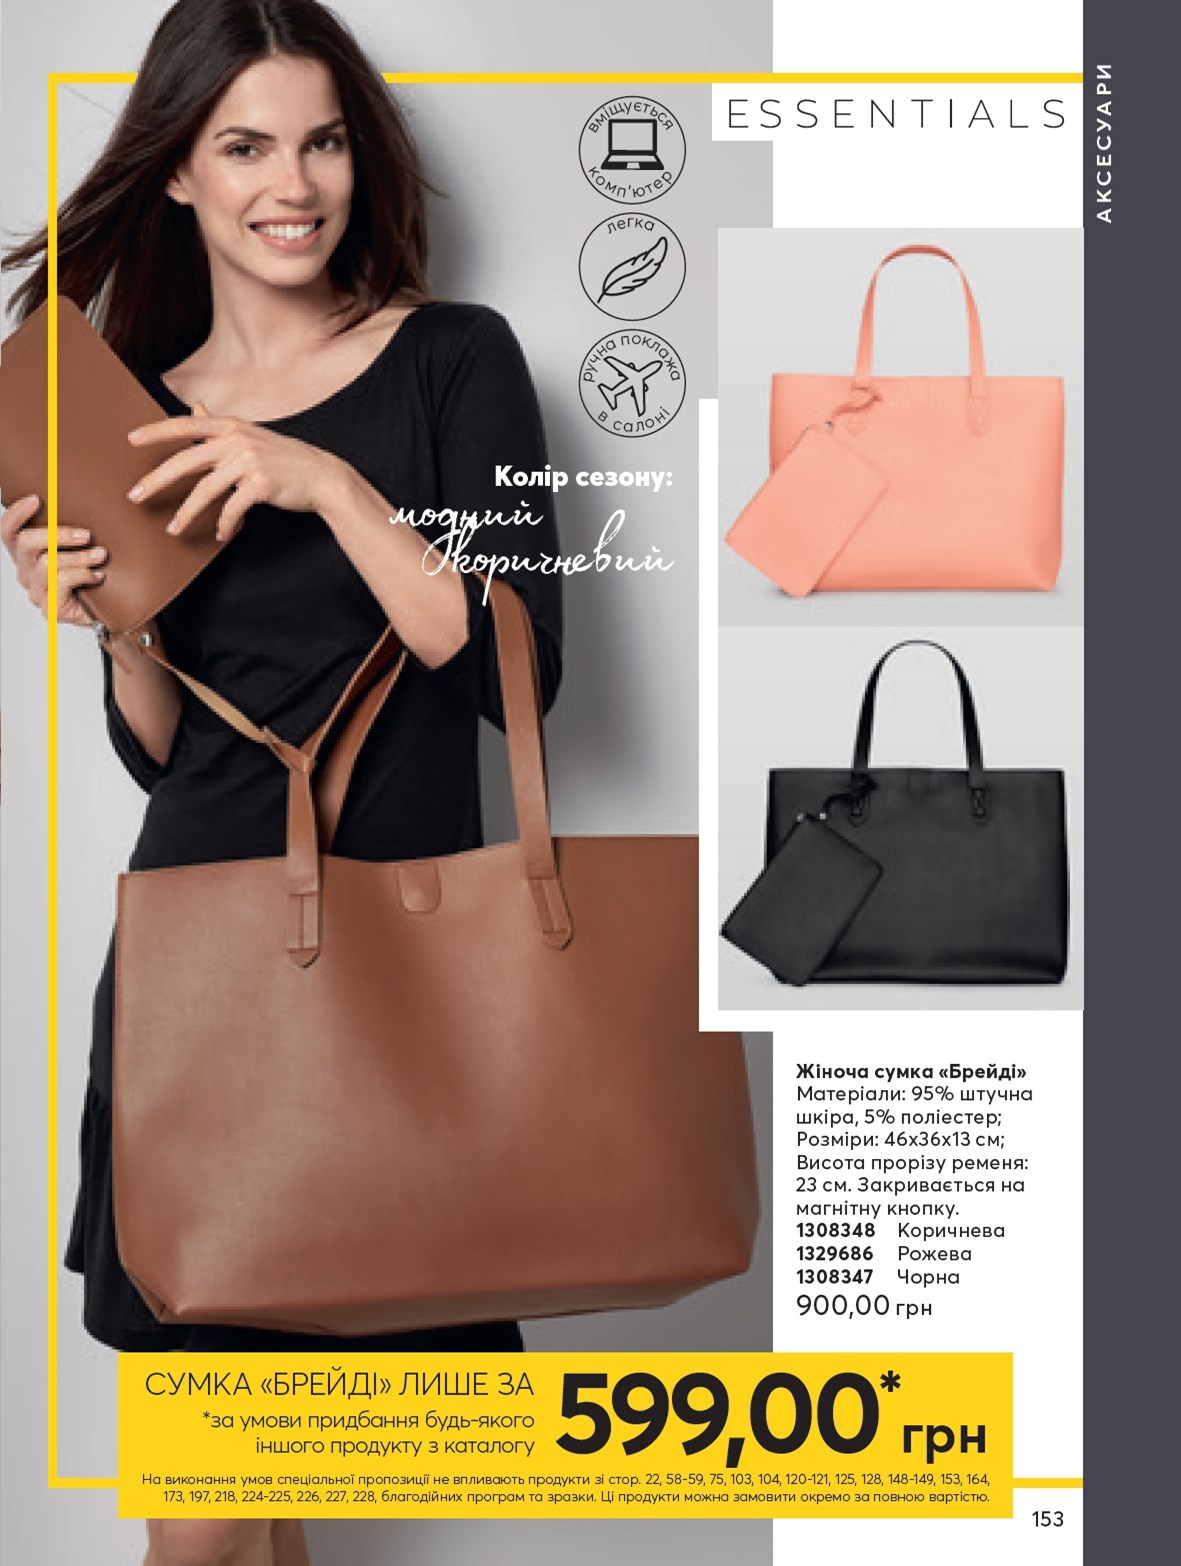 ESSENTIALS
АКСЕСУАРИ
вміщується
комп'ютер
легка
ручна поклажа
в салоні
Колір сезону:
модний
коричневий
Жіноча сумка «Брейді»
Матеріали: 95% штучна
шкіра, 5% поліестер;
Розміри: 46х36х13 см;
Висота прорізу ременя:
23 см. Закривається на
магнітну кнопку.
1308348 Коричнева
1329686 Рожева
1308347 Чорна
900,00 грн
СУМКА «БРЕЙДІ» ЛИШЕ ЗА
*за умови придбання будь-якого
іншого продукту з каталогу
599,00* грн
На виконання умов спеціальної пропозиції не впливають продукти зі стор. 22, 58-59, 75, 103, 104, 120-121, 125, 128, 148-149, 153, 164,
173, 197, 218, 224-225, 226, 227, 228, благодійних програм та зразки. Ці продукти можна замовити окремо за повною вартістю.
153